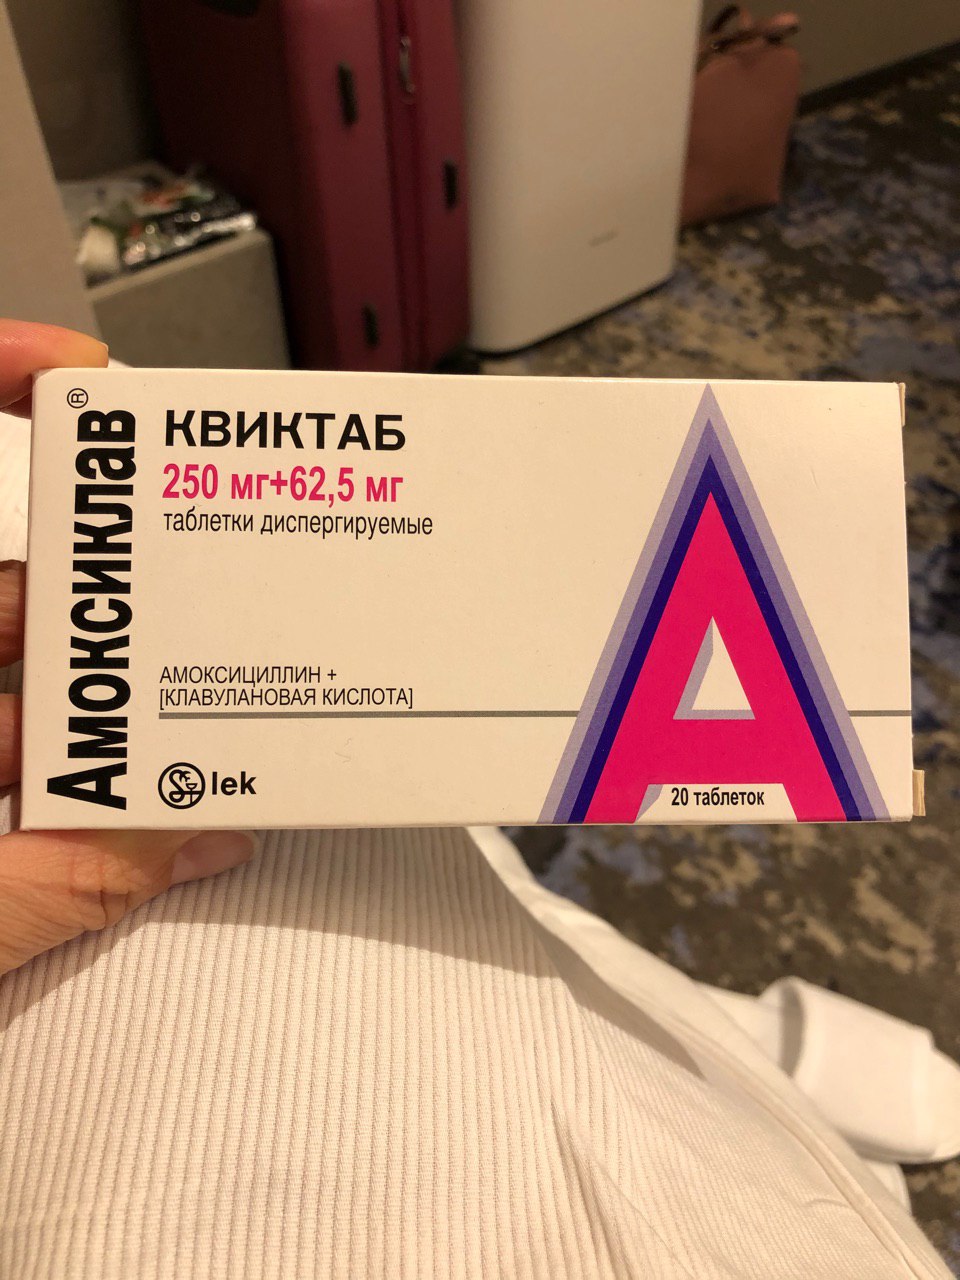 Амоксиклав®
КВИКТАБ
250 мг+62,5 мг
таблетки диспергируемые
АМОКСИЦИЛЛИН +
[КЛАВУЛАНОВАЯ КИСЛОТА]
lek
20 таблеток